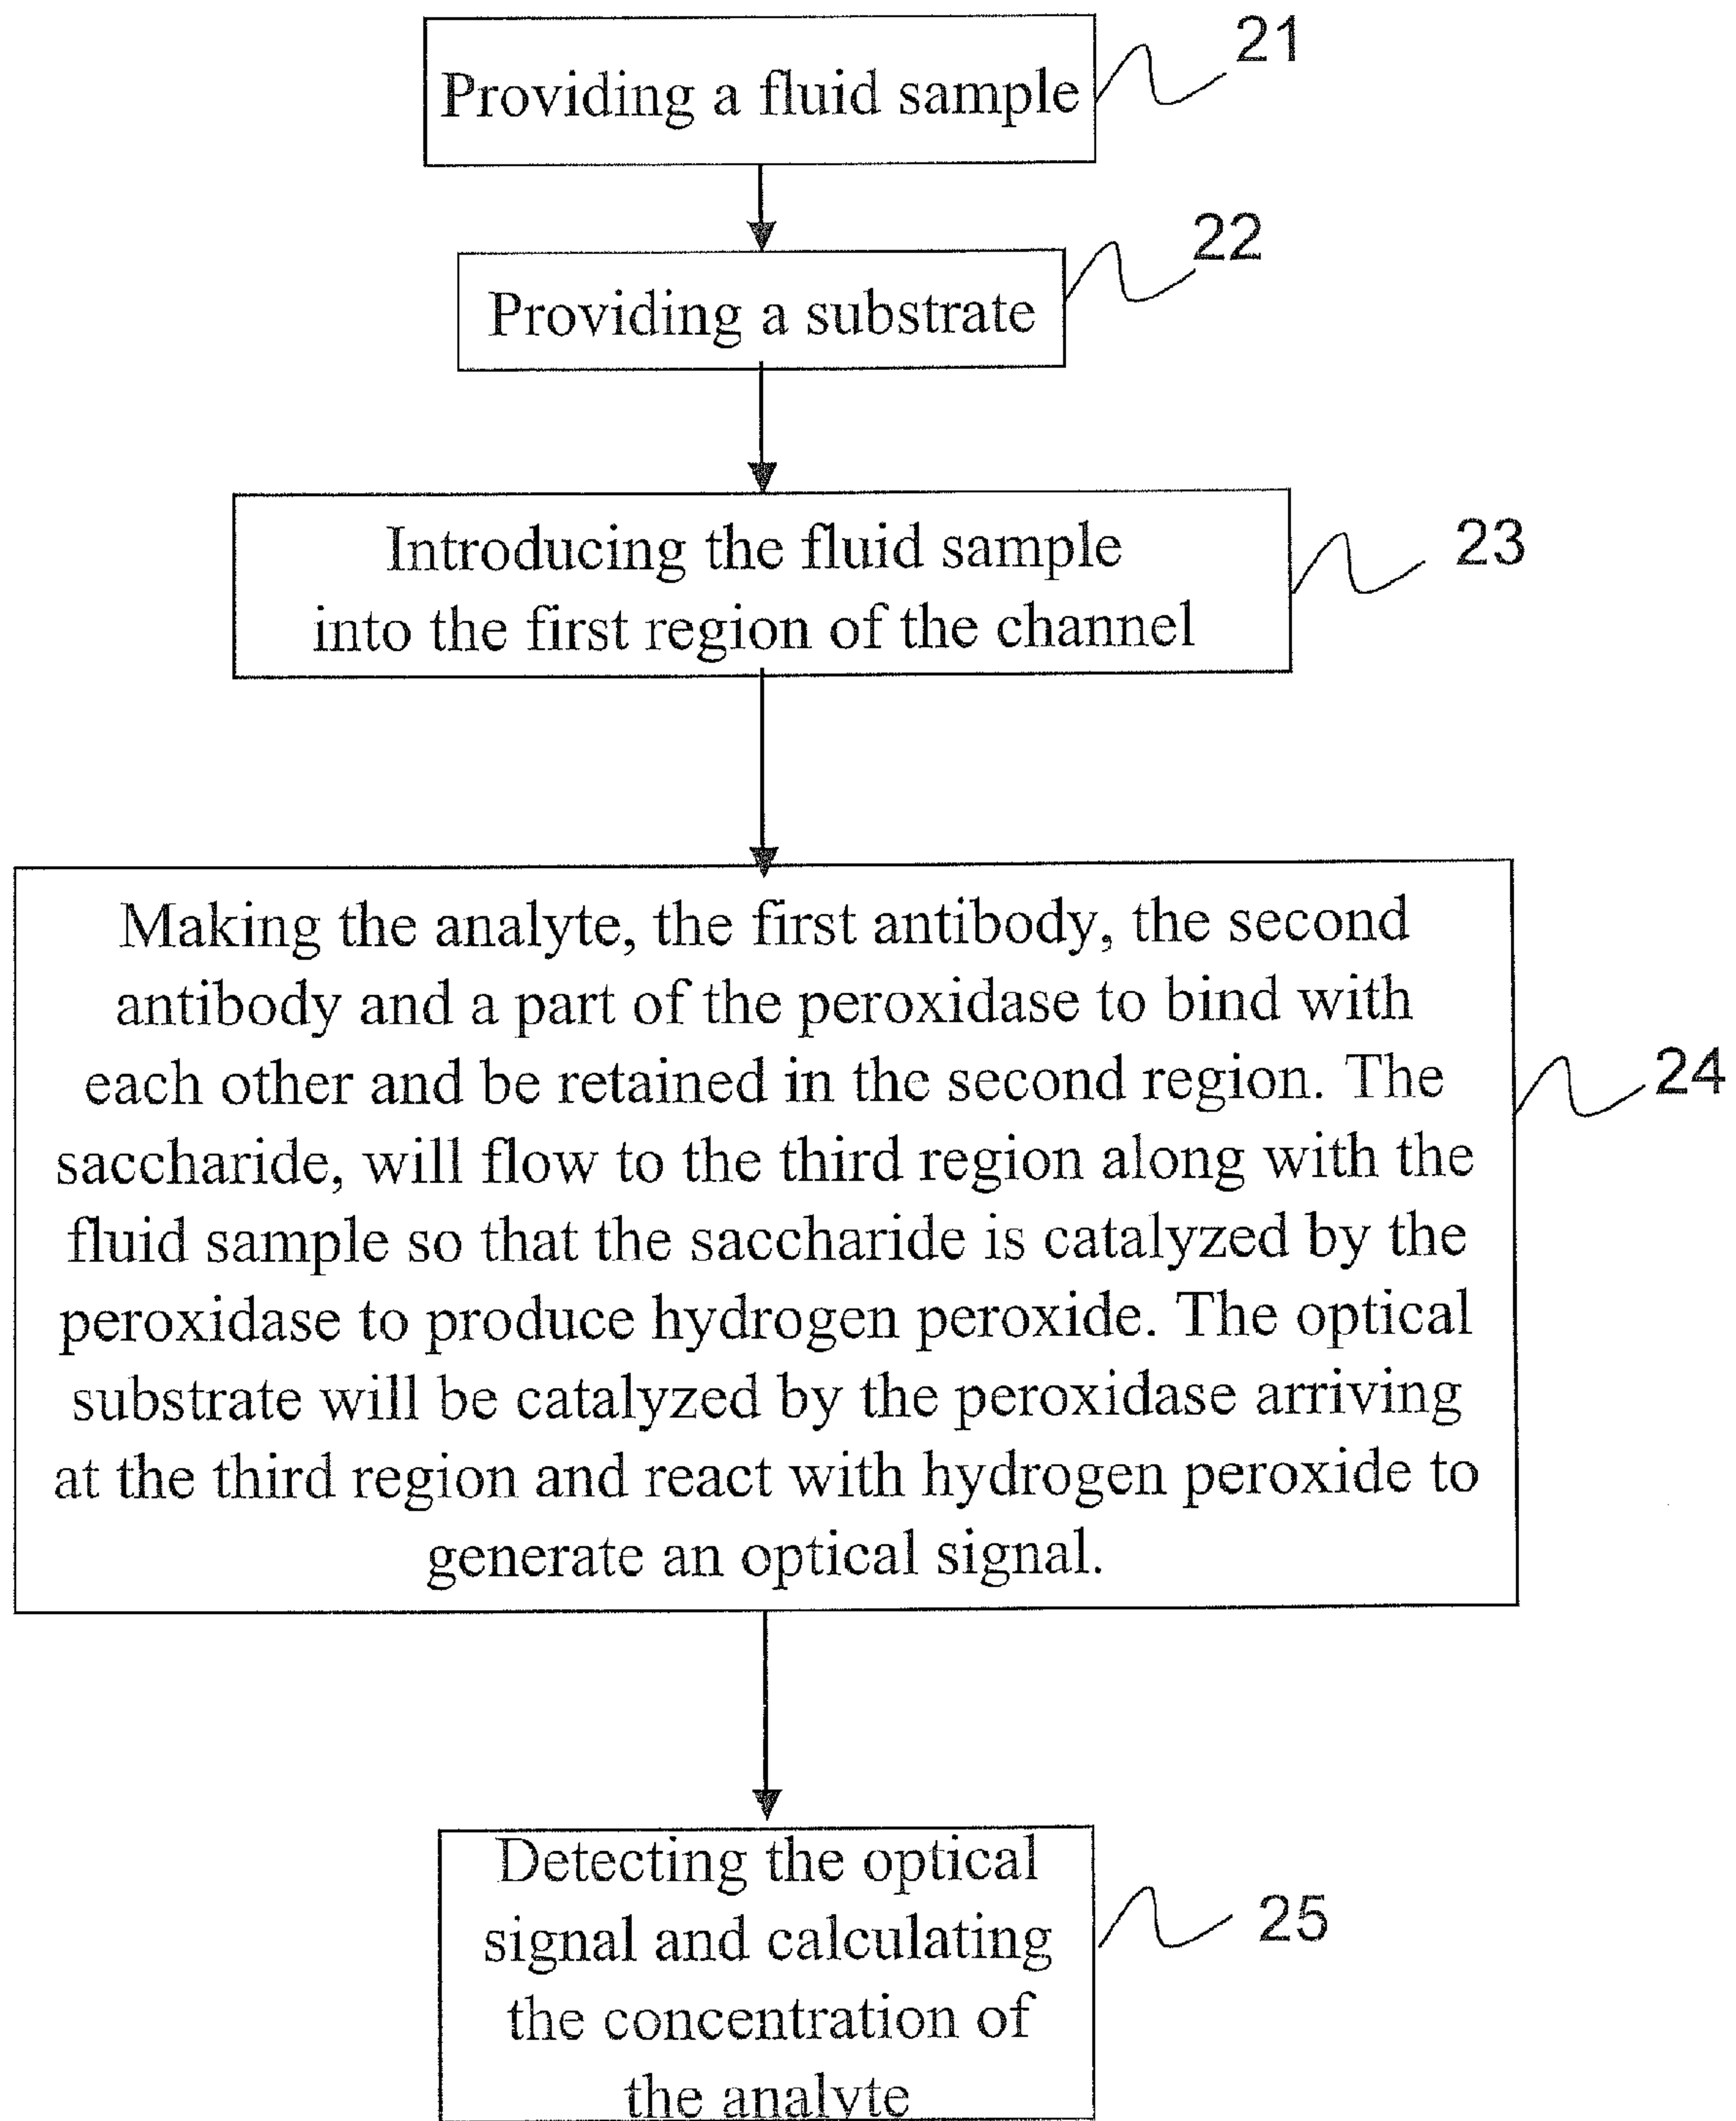 Providing a fluid sample
21
Providing a substrate
22
Introducing the fluid sample
into the first region of the channel
23
Making the analyte, the first antibody, the second
antibody and a part of the peroxidase to bind with
each other and be retained in the second region. The
saccharide, will flow to the third region along with the
fluid sample so that the saccharide is catalyzed by the
peroxidase to produce hydrogen peroxide. The optical
substrate will be catalyzed by the peroxidase arriving
at the third region and react with hydrogen peroxide to
generate an optical signal.
24
Detecting the optical
signal and calculating
the concentration of
the analyte
25